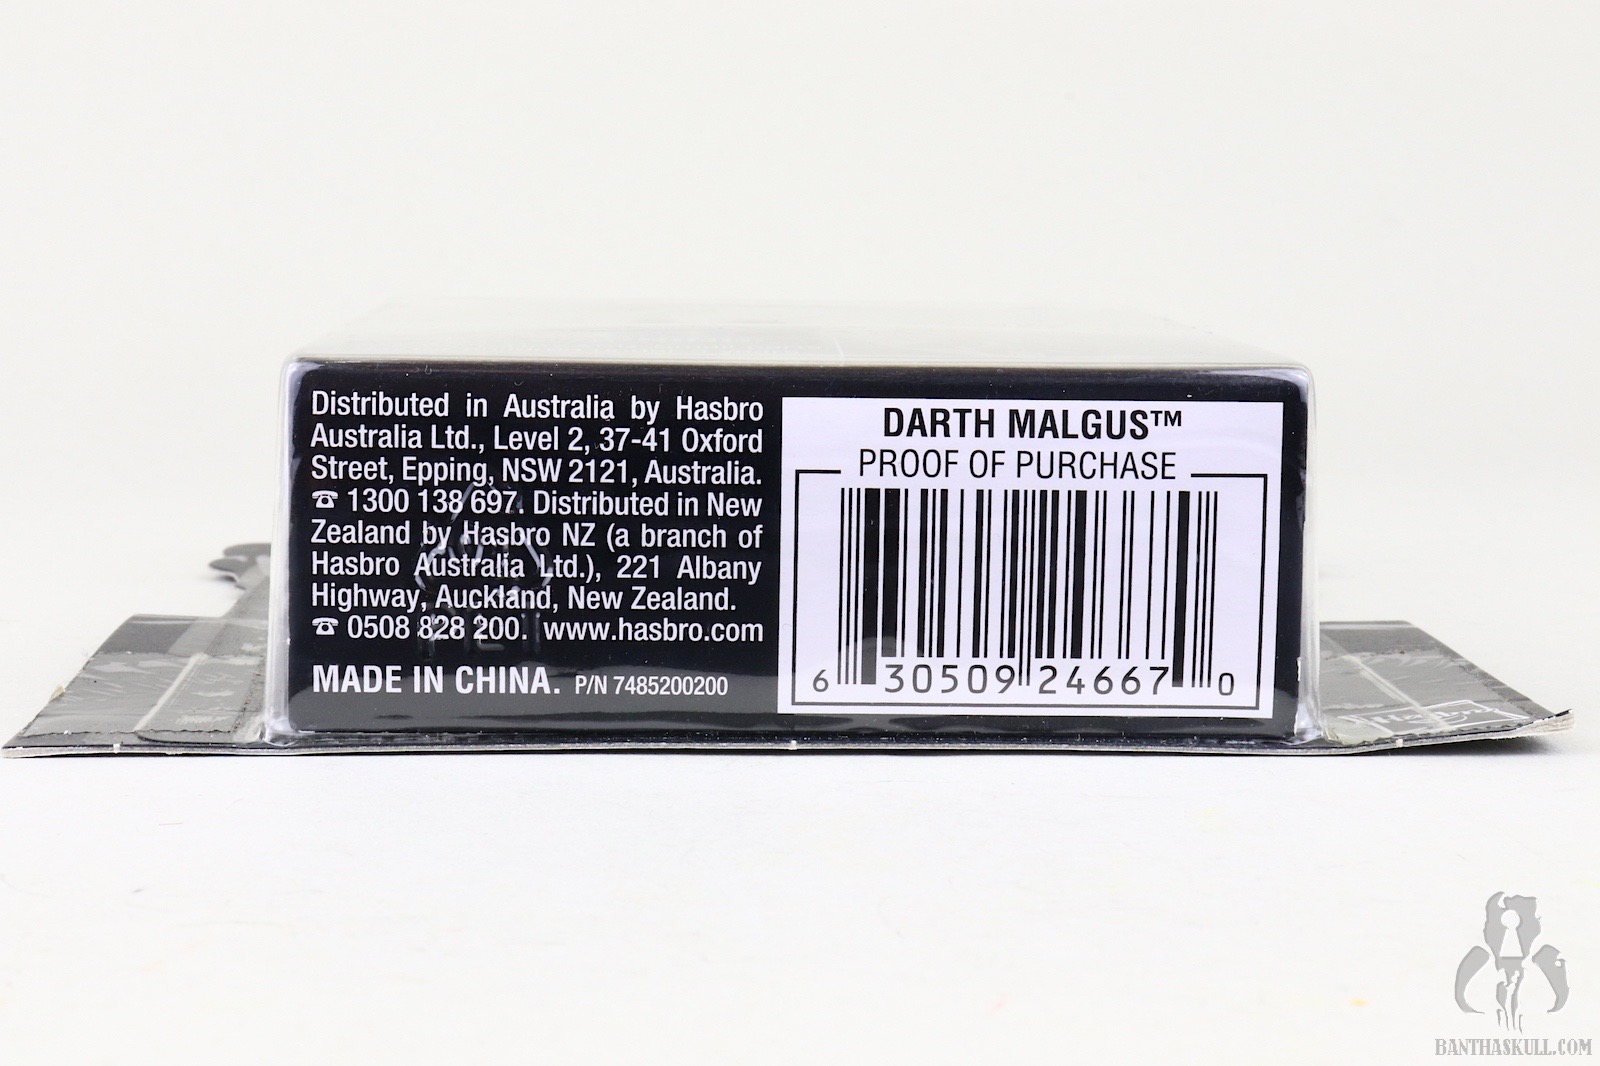 Distributed in Australia by Hasbro
Australia Ltd., Level 2, 37-41 Oxford
Street, Epping, NSW 2121, Australia.
☎ 1300 138 697. Distributed in New
Zealand by Hasbro NZ (a branch of
Hasbro Australia Ltd.), 221 Albany
Highway, Auckland, New Zealand.
☎ 0508 828 200. www.hasbro.com
MADE IN CHINA. P/N 7485200200
DARTH MALGUS™
PROOF OF PURCHASE
6 30509 24667 0
BANTHASKULL.COM